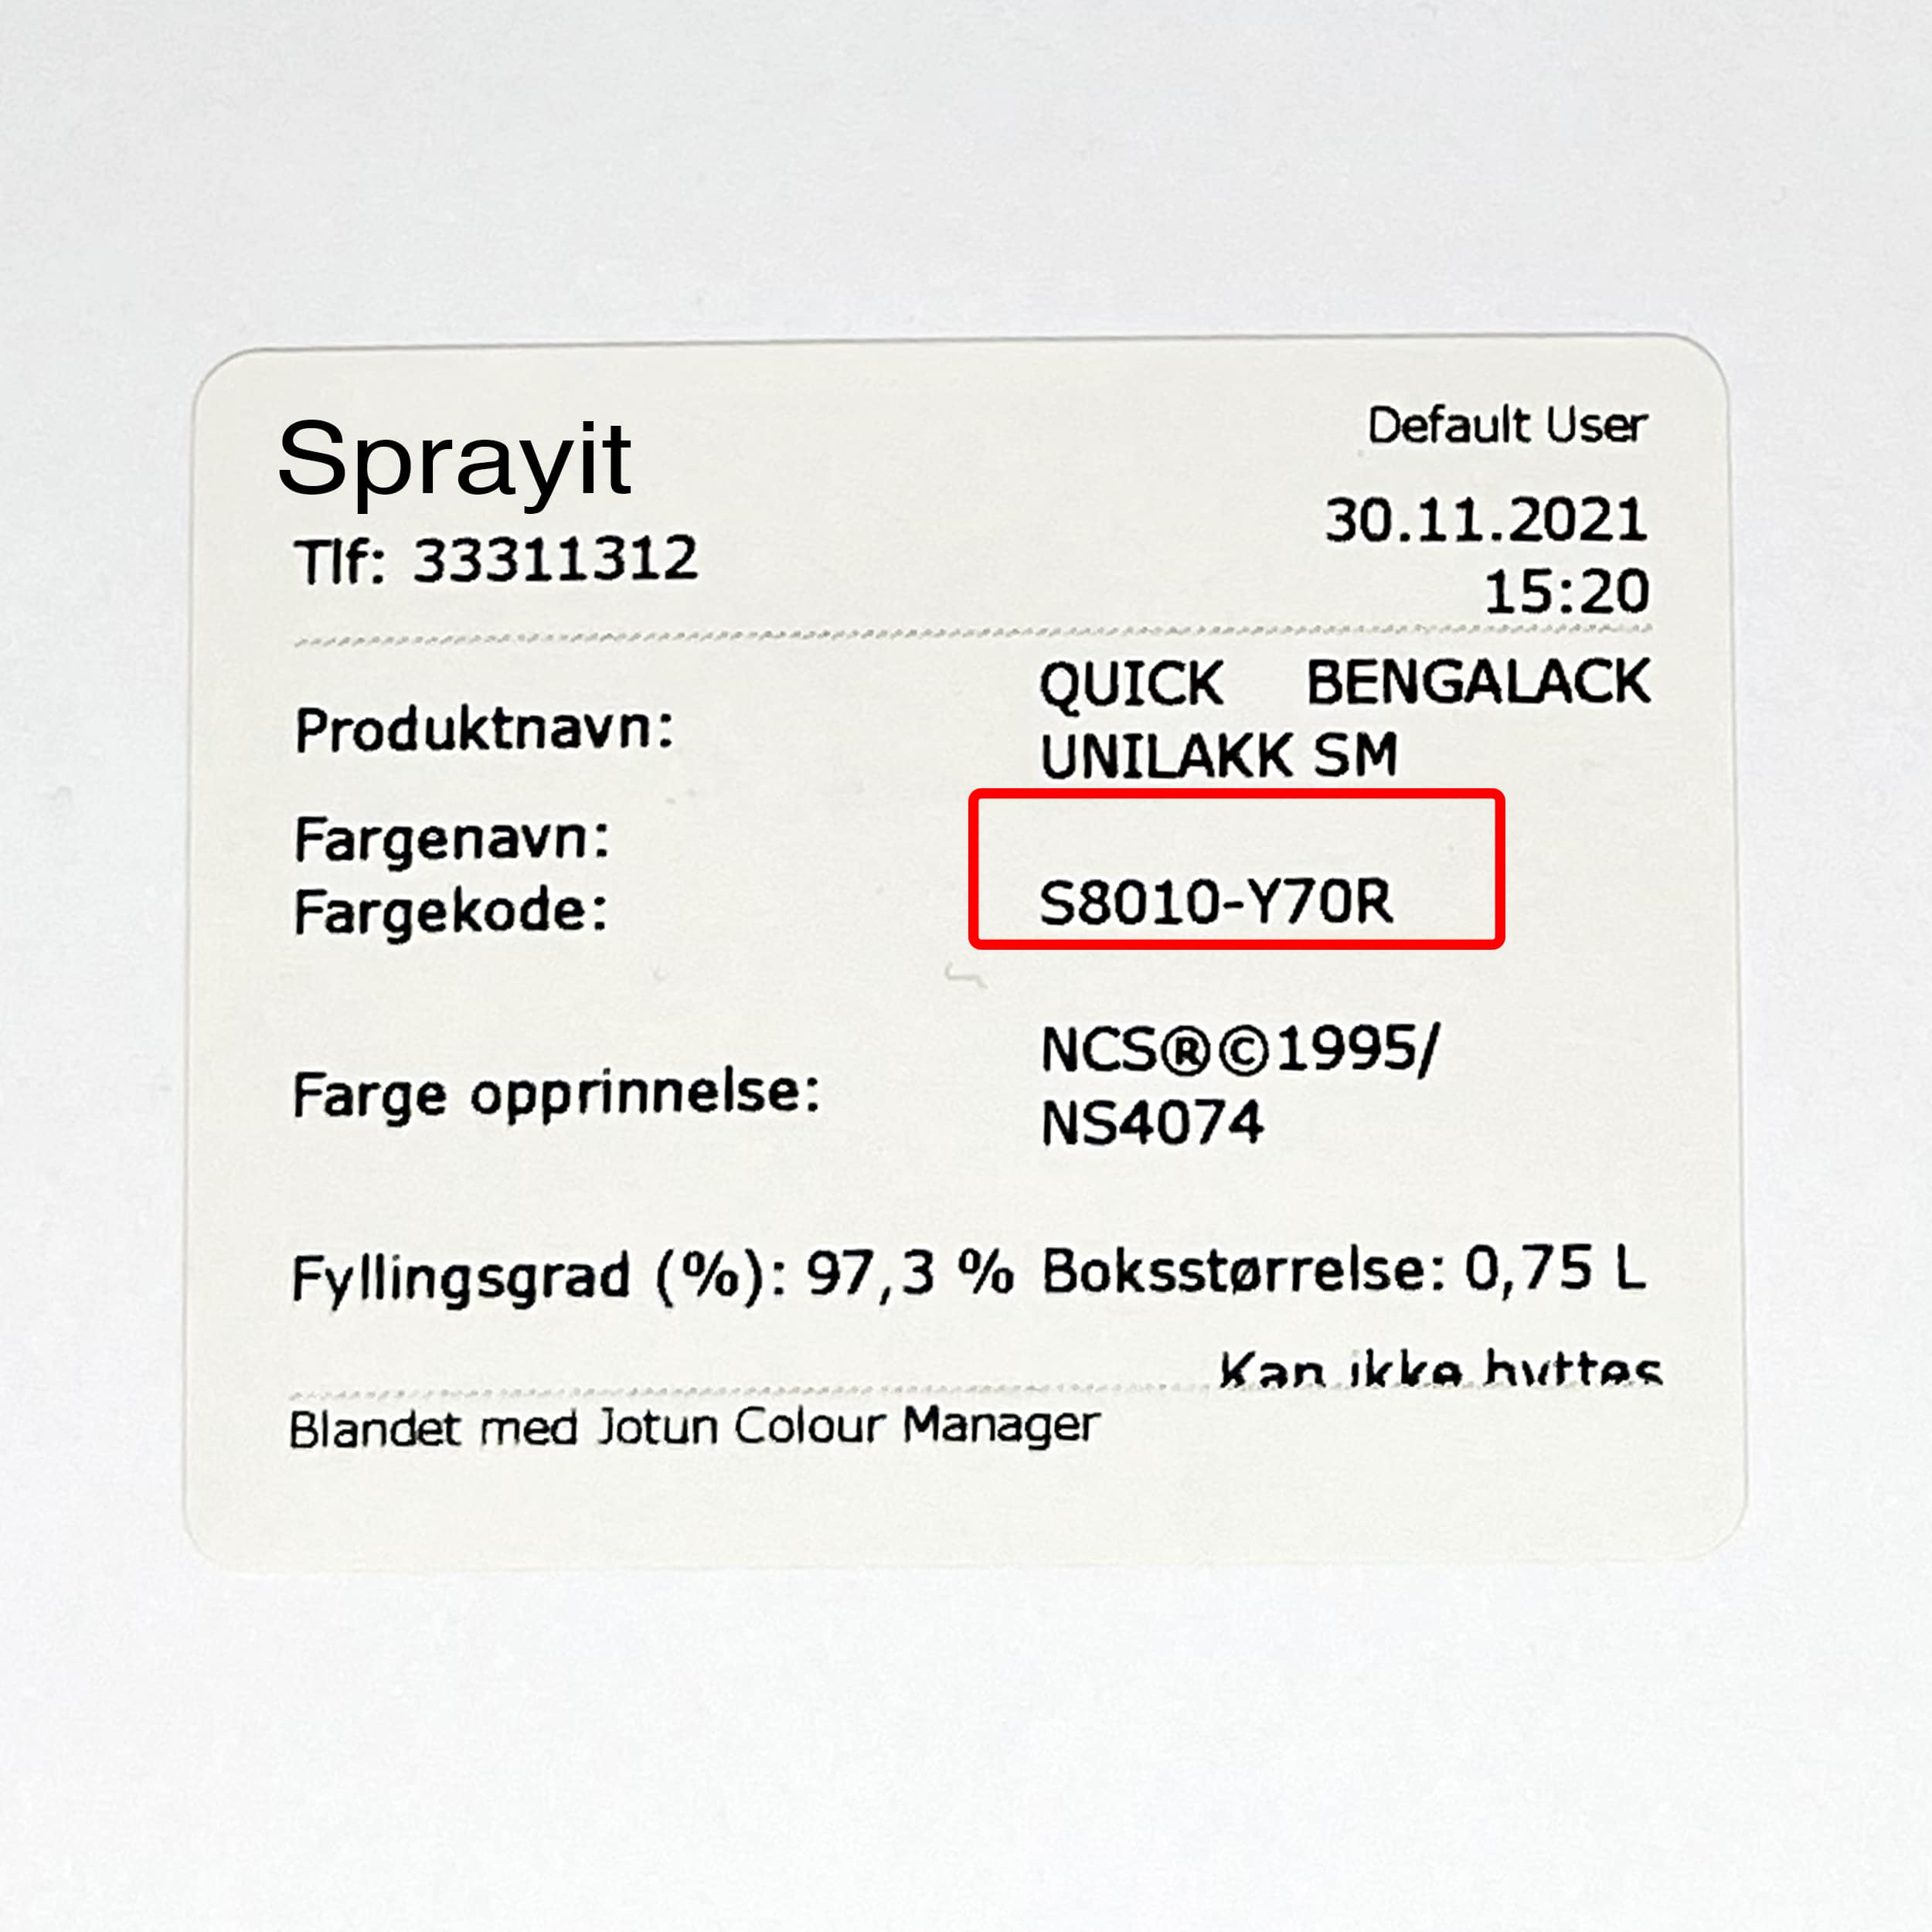 Sprayit
Default User
Tlf: 33311312
30.11.2021
15:20
Produktnavn:
QUICK BENGALACK
UNILAKK SM
Fargenavn:
Fargekode: S8010-Y70R
Farge opprinnelse:
NCS®©1995/
NS4074
Fyllingsgrad (%): 97,3 % Boksstørrelse: 0,75 L
Kan ikke byttes
Blandet med Jotun Colour Manager